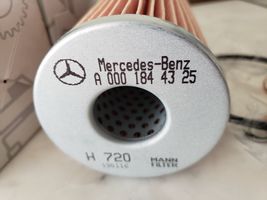 Mercedes-Benz
A 000 184 43 25
H 720
MANN
FILTER